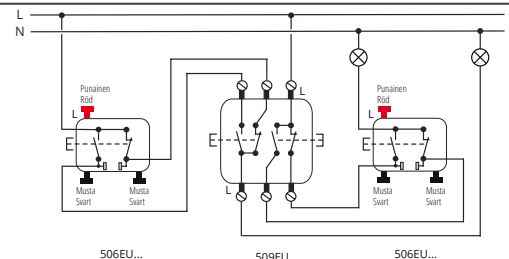 L
N
Punainen
Röd
L
Musta
Svart
Musta
Svart
506EU...
L
L
509EU
Punainen
Röd
L
Musta
Svart
Musta
Svart
506EU...